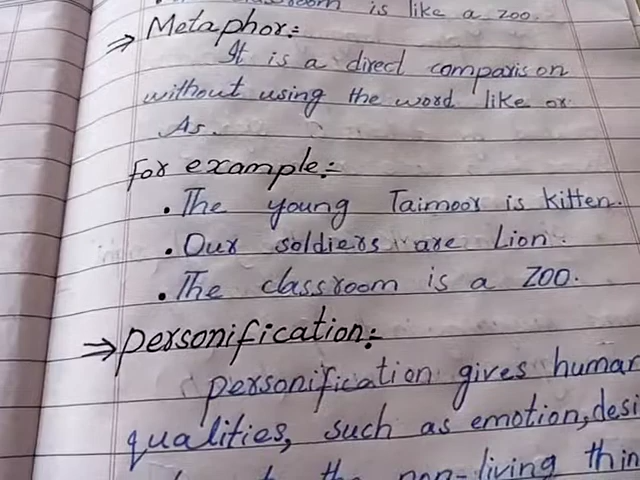 is like a zoo.
⇒ Metaphor:=
It is a direct comparison
without using the word like or
As.
for example:=
• The young Taimoor is kitten.
• Our soldiers are Lion.
• The classroom is a ZOO.
⇒ personification:=
personification gives human
qualities, such as emotion, desi
the non-living thin